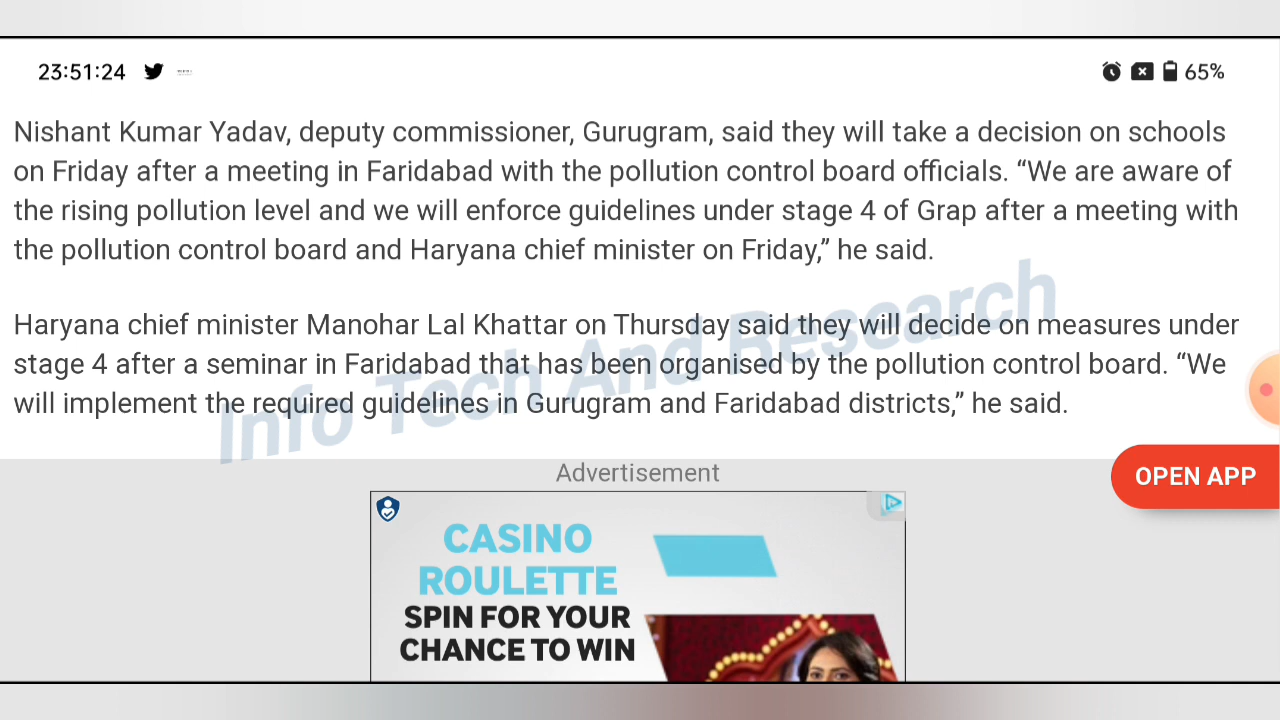 23:51:24
65%
Nishant Kumar Yadav, deputy commissioner, Gurugram, said they will take a decision on schools
on Friday after a meeting in Faridabad with the pollution control board officials. “We are aware of
the rising pollution level and we will enforce guidelines under stage 4 of Grap after a meeting with
the pollution control board and Haryana chief minister on Friday,” he said.
Haryana chief minister Manohar Lal Khattar on Thursday said they will decide on measures under
stage 4 after a seminar in Faridabad that has been organised by the pollution control board. “We
will implement the required guidelines in Gurugram and Faridabad districts,” he said.
Info Tech And Research
OPEN APP
Advertisement
CASINO
ROULETTE
SPIN FOR YOUR
CHANCE TO WIN